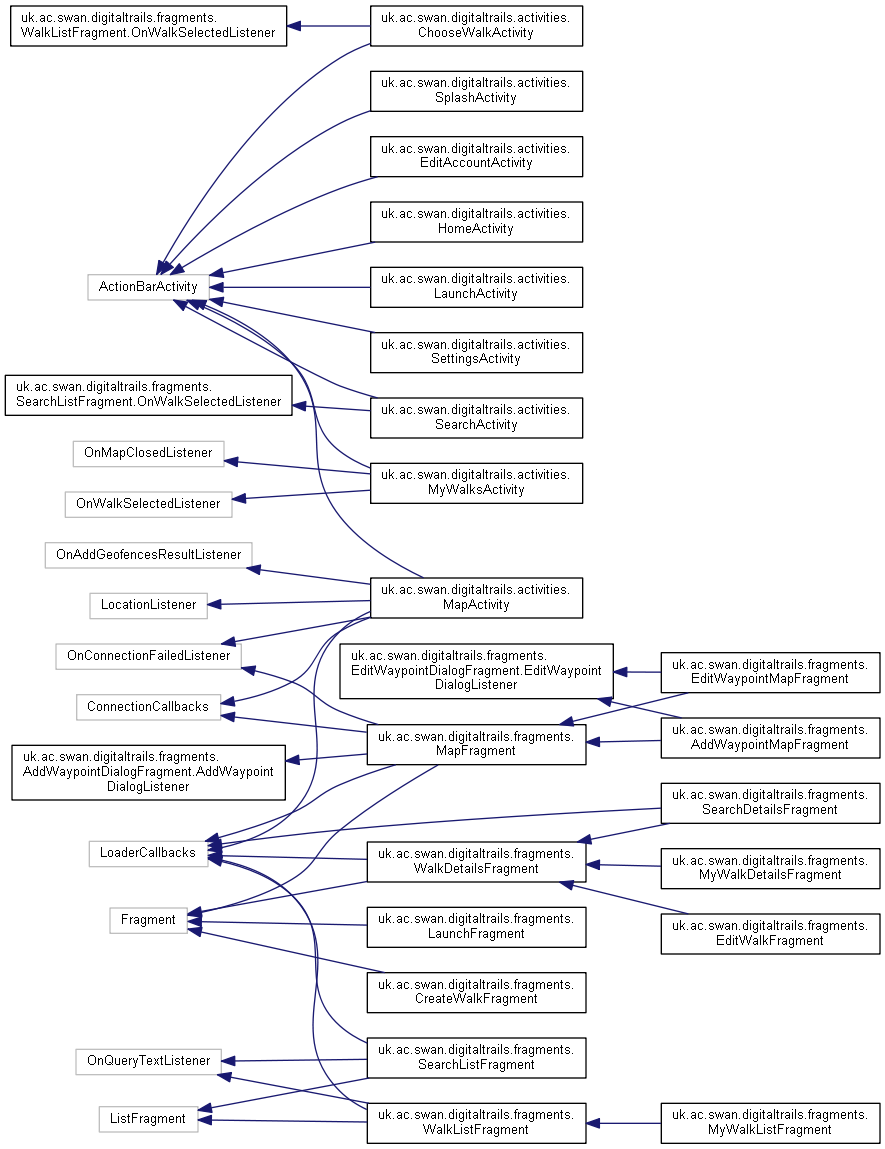 uk.ac.swan.digitaltrails.fragments.
WalkListFragment.OnWalkSelectedListener
uk.ac.swan.digitaltrails.activities.
ChooseWalkActivity
uk.ac.swan.digitaltrails.activities.
SplashActivity
uk.ac.swan.digitaltrails.activities.
EditAccountActivity
uk.ac.swan.digitaltrails.activities.
HomeActivity
ActionBarActivity
uk.ac.swan.digitaltrails.activities.
LaunchActivity
uk.ac.swan.digitaltrails.activities.
SettingsActivity
uk.ac.swan.digitaltrails.fragments.
SearchListFragment.OnWalkSelectedListener
uk.ac.swan.digitaltrails.activities.
SearchActivity
OnMapClosedListener
uk.ac.swan.digitaltrails.activities.
MyWalksActivity
OnWalkSelectedListener
OnAddGeofencesResultListener
uk.ac.swan.digitaltrails.activities.
MapActivity
LocationListener
OnConnectionFailedListener
uk.ac.swan.digitaltrails.fragments.
EditWaypointDialogFragment.EditWaypoint
DialogListener
uk.ac.swan.digitaltrails.fragments.
EditWaypointMapFragment
ConnectionCallbacks
uk.ac.swan.digitaltrails.fragments.
MapFragment
uk.ac.swan.digitaltrails.fragments.
AddWaypointMapFragment
uk.ac.swan.digitaltrails.fragments.
AddWaypointDialogFragment.AddWaypoint
DialogListener
uk.ac.swan.digitaltrails.fragments.
SearchDetailsFragment
LoaderCallbacks
uk.ac.swan.digitaltrails.fragments.
WalkDetailsFragment
uk.ac.swan.digitaltrails.fragments.
MyWalkDetailsFragment
Fragment
uk.ac.swan.digitaltrails.fragments.
LaunchFragment
uk.ac.swan.digitaltrails.fragments.
EditWalkFragment
uk.ac.swan.digitaltrails.fragments.
CreateWalkFragment
OnQueryTextListener
uk.ac.swan.digitaltrails.fragments.
SearchListFragment
ListFragment
uk.ac.swan.digitaltrails.fragments.
WalkListFragment
uk.ac.swan.digitaltrails.fragments.
MyWalkListFragment